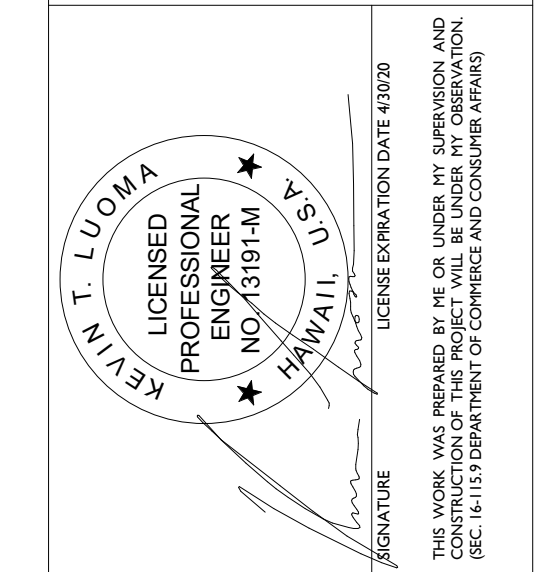 KEVIN T. LUOMA
LICENSED
PROFESSIONAL
ENGINEER
NO. 13191-M
HAWAII, U.S.A.
SIGNATURE
LICENSE EXPIRATION DATE 4/30/20
THIS WORK WAS PREPARED BY ME OR UNDER MY SUPERVISION AND
CONSTRUCTION OF THIS PROJECT WILL BE UNDER MY OBSERVATION.
(SEC. 16-115.9 DEPARTMENT OF COMMERCE AND CONSUMER AFFAIRS)